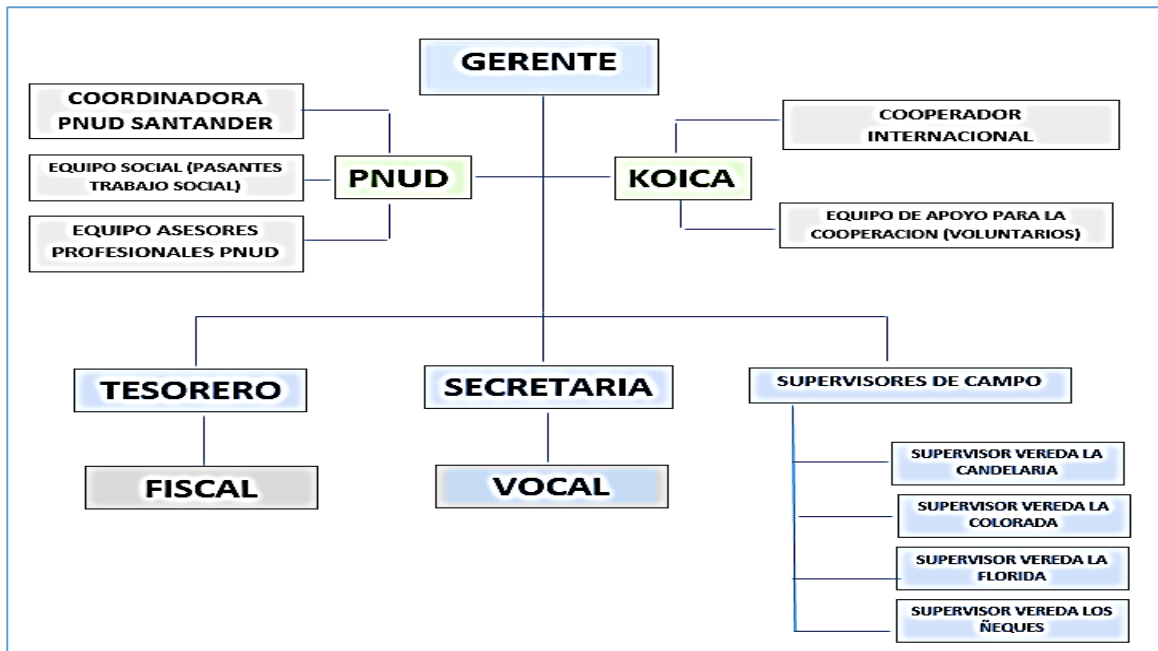 GERENTE
COORDINADORA
PNUD SANTANDER
EQUIPO SOCIAL (PASANTES
TRABAJO SOCIAL)
EQUIPO ASESORES
PROFESIONALES PNUD
PNUD
KOICA
COOPERADOR
INTERNACIONAL
EQUIPO DE APOYO PARA LA
COOPERACION (VOLUNTARIOS)
TESORERO
SECRETARIA
SUPERVISORES DE CAMPO
FISCAL
VOCAL
SUPERVISOR VEREDA LA
CANDELARIA
SUPERVISOR VEREDA LA
COLORADA
SUPERVISOR VEREDA LA
FLORIDA
SUPERVISOR VEREDA LOS
ÑEQUES